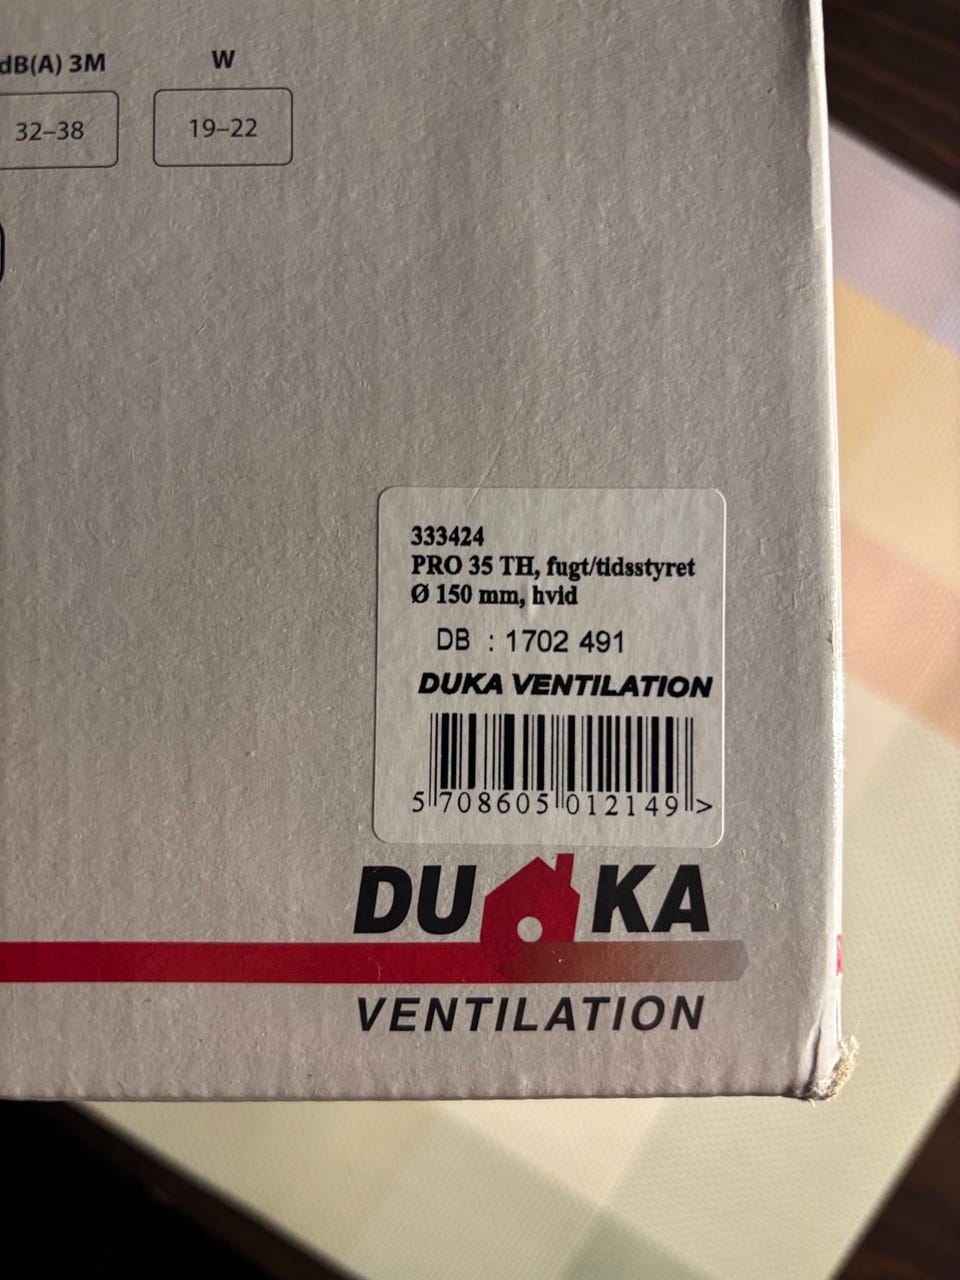 dB(A) 3M
W
32–38
19–22
333424
PRO 35 TH, fugt/tidsstyret
Ø 150 mm, hvid
DB : 1702 491
DUKA VENTILATION
5 708605 012149 >
DUKA
VENTILATION